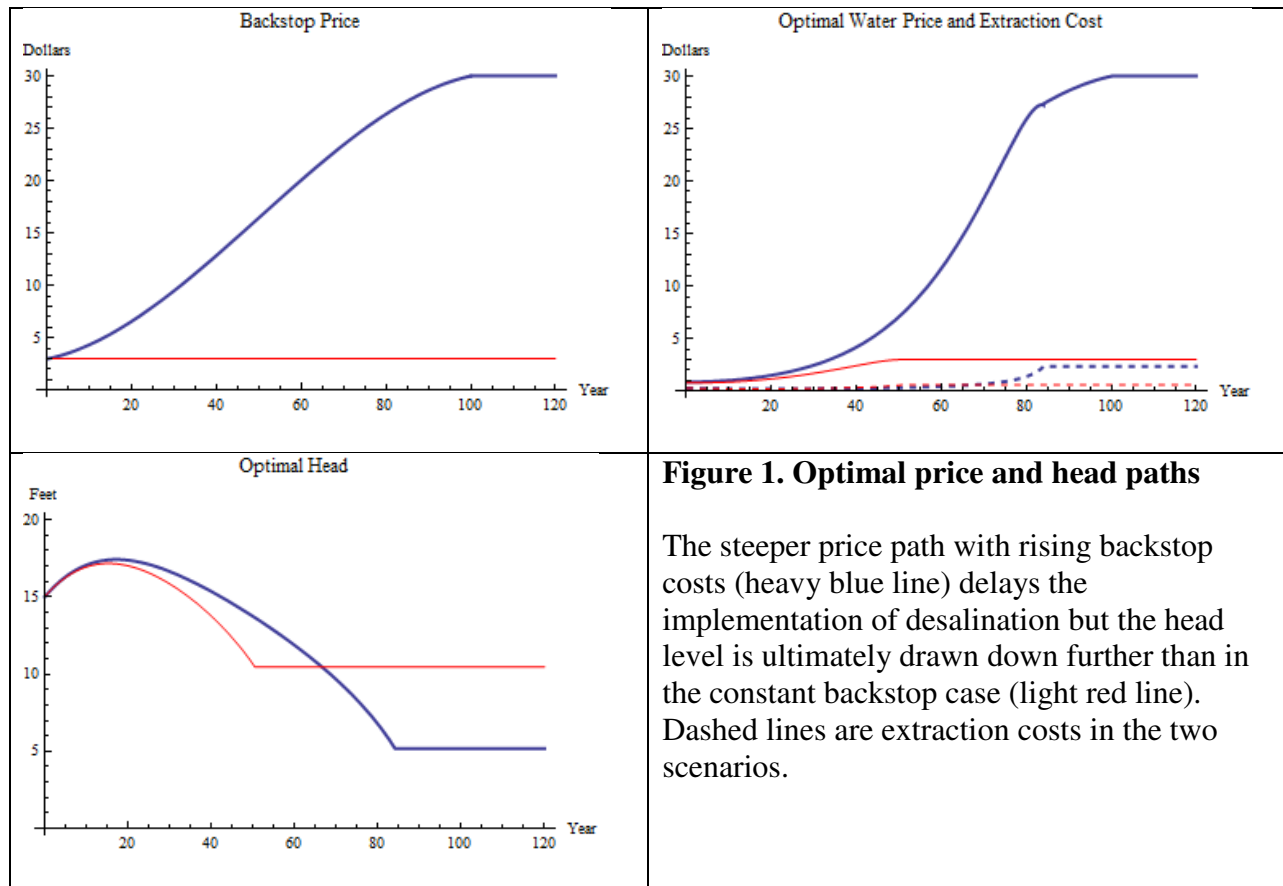 Backstop Price
Dollars
30
25
20
15
10
5
20 40 60 80 100 120
Year
Optimal Water Price and Extraction Cost
Dollars
30
25
20
15
10
5
20 40 60 80 100 120
Year
Optimal Head
Feet
20
15
10
5
20 40 60 80 100 120
Year
Figure 1. Optimal price and head paths
The steeper price path with rising backstop
costs (heavy blue line) delays the
implementation of desalination but the head
level is ultimately drawn down further than in
the constant backstop case (light red line).
Dashed lines are extraction costs in the two
scenarios.